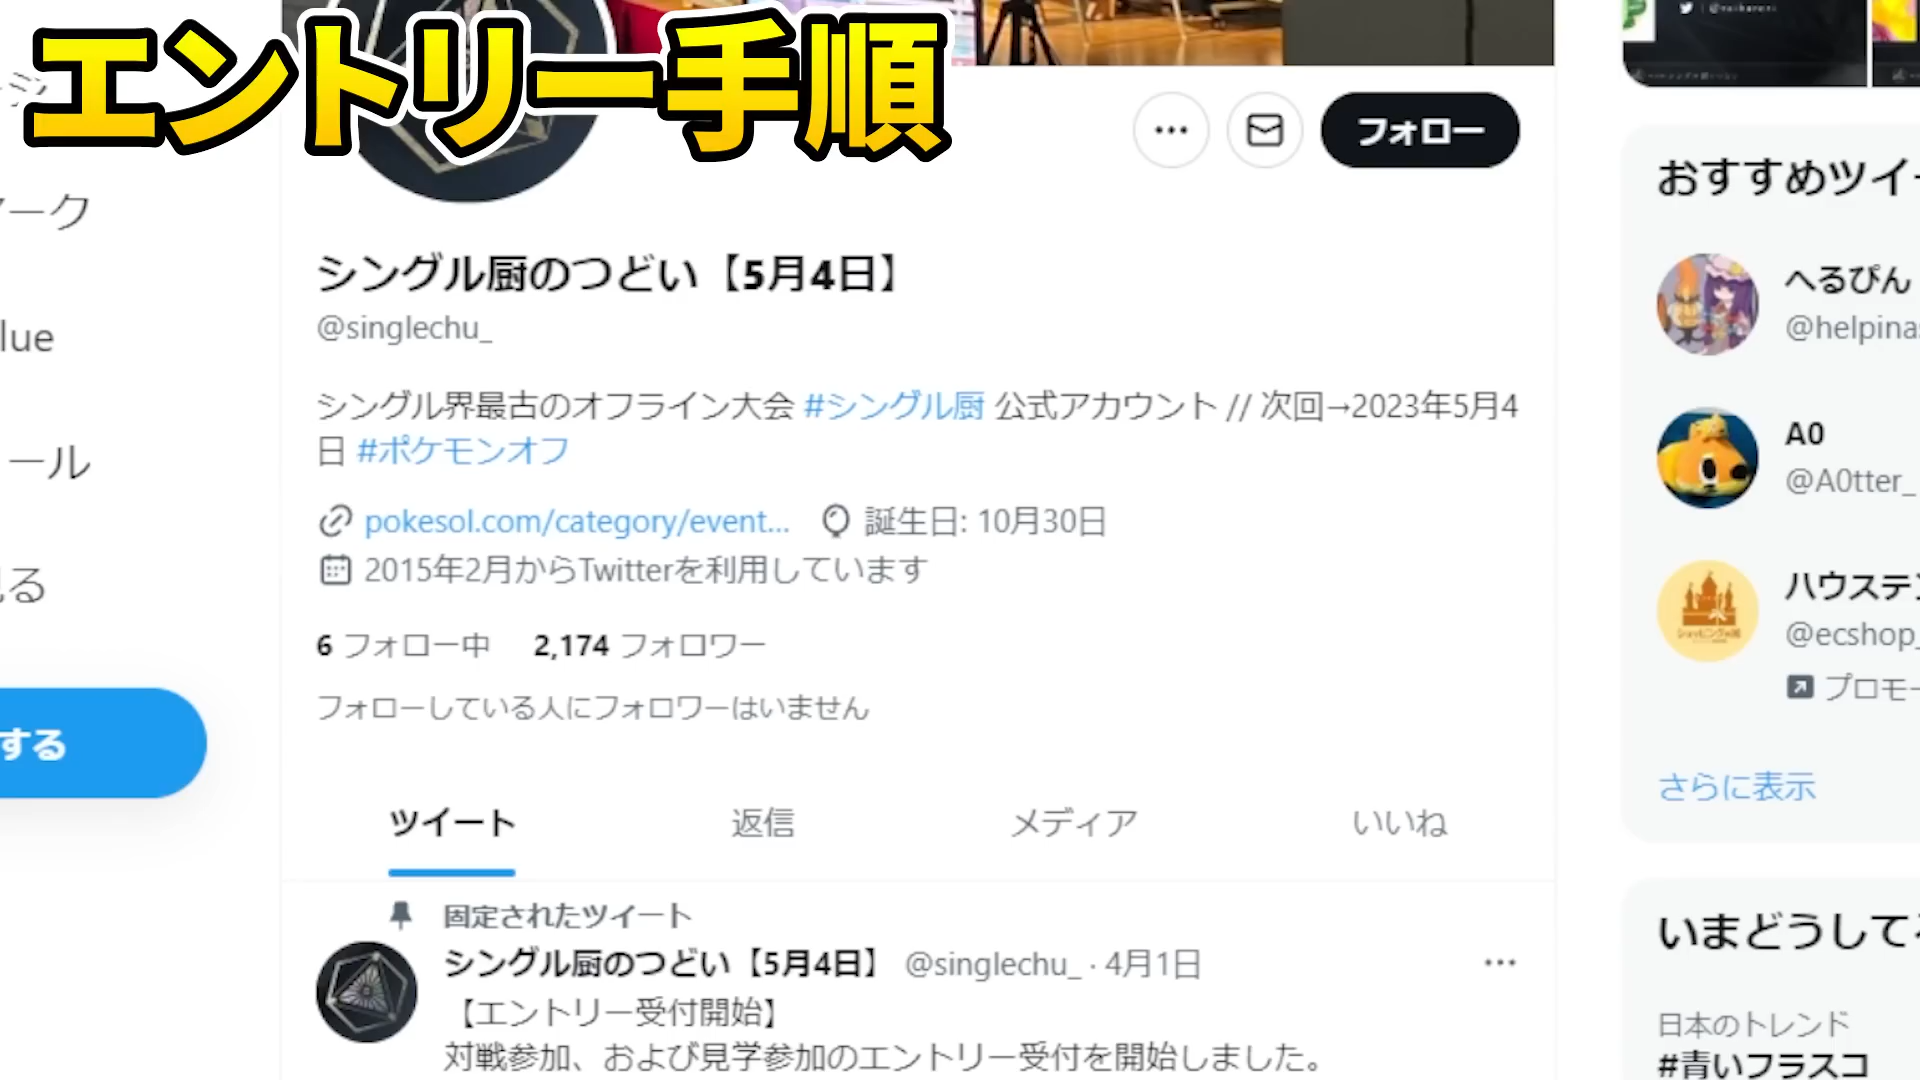 エントリー手順
ーク
lue
ール
る
する
フォロー
シングル厨のつどい【5月4日】
@singlechu_
シングル界最古のオフライン大会 #シングル厨 公式アカウント // 次回→2023年5月4
日 #ポケモンオフ
pokesol.com/category/event... 誕生日: 10月30日
2015年2月からTwitterを利用しています
6 フォロー中 2,174 フォロワー
フォローしている人にフォロワーはいません
ツイート 返信 メディア いいね
固定されたツイート
シングル厨のつどい【5月4日】 @singlechu_ · 4月1日
【エントリー受付開始】
対戦参加、および見学参加のエントリー受付を開始しました。
おすすめツイ
へるぴん
@helpina
A0
@A0tter_
ハウステン
@ecshop_
プロモー
さらに表示
いまどうして
日本のトレンド
#青いフラスコ